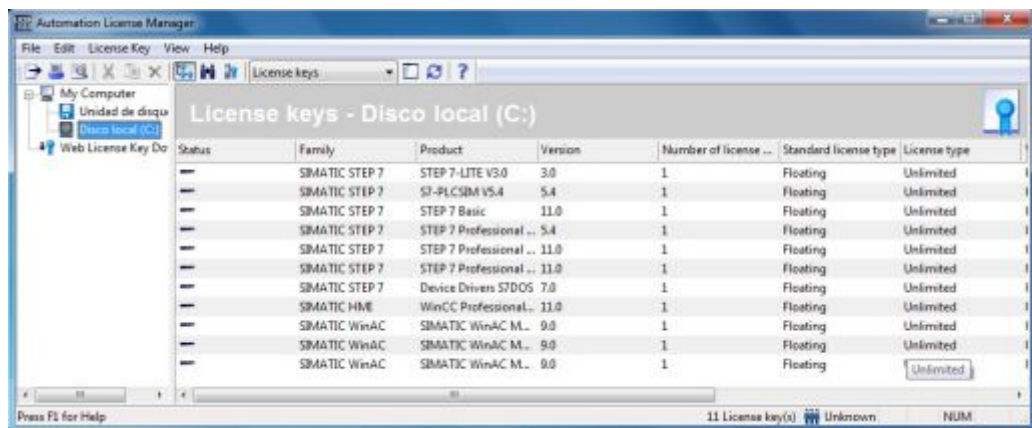 Automation License Manager
File Edit License Key View Help
License keys
My Computer
Unidad de disqu
Disco local (C:)
Web License Key Do
License keys - Disco local (C:)
Status Family Product Version Number of license ... Standard license type License type
SIMATIC STEP 7 STEP 7-LITE V3.0 3.0 1 Floating Unlimited
SIMATIC STEP 7 S7-PLCSIM V5.4 5.4 1 Floating Unlimited
SIMATIC STEP 7 STEP 7 Basic 11.0 1 Floating Unlimited
SIMATIC STEP 7 STEP 7 Professional ... 5.4 1 Floating Unlimited
SIMATIC STEP 7 STEP 7 Professional ... 11.0 1 Floating Unlimited
SIMATIC STEP 7 STEP 7 Professional ... 11.0 1 Floating Unlimited
SIMATIC STEP 7 Device Drivers S7DOS 7.0 1 Floating Unlimited
SIMATIC HMI WinCC Professional... 11.0 1 Floating Unlimited
SIMATIC WinAC SIMATIC WinAC M... 9.0 1 Floating Unlimited
SIMATIC WinAC SIMATIC WinAC M... 9.0 1 Floating Unlimited
SIMATIC WinAC SIMATIC WinAC M... 9.0 1 Floating Unlimited
Press F1 for Help 11 License key(s) Unknown NUM